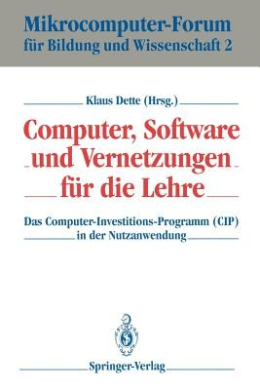 Mikrocomputer-Forum
für Bildung und Wissenschaft 2
Klaus Dette (Hrsg.)
Computer, Software
und Vernetzungen
für die Lehre
Das Computer-Investitions-Programm (CIP)
in der Nutzanwendung
Springer-Verlag